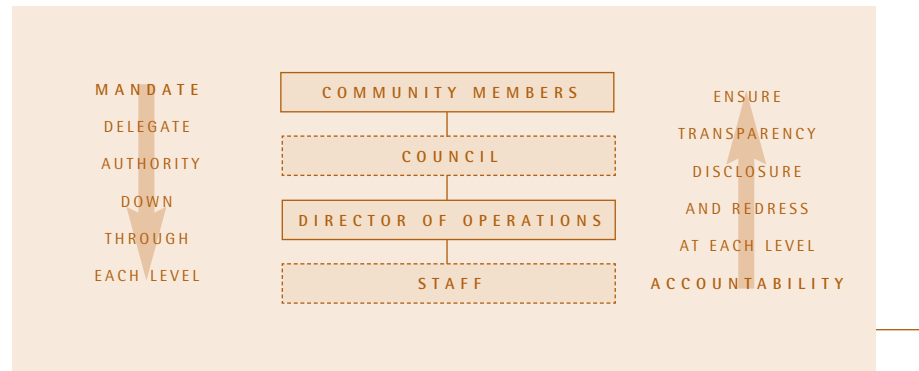 MANDATE
DELEGATE
AUTHORITY
DOWN
THROUGH
EACH LEVEL
COMMUNITY MEMBERS
COUNCIL
DIRECTOR OF OPERATIONS
STAFF
ENSURE
TRANSPARENCY
DISCLOSURE
AND REDRESS
AT EACH LEVEL
ACCOUNTABILITY